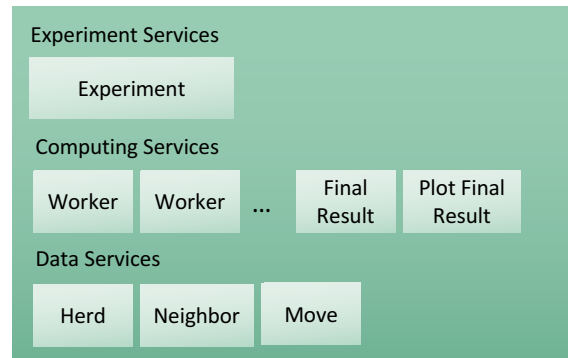 Experiment Services
Experiment
Computing Services
Worker
Worker
...
Final
Result
Plot Final
Result
Data Services
Herd
Neighbor
Move